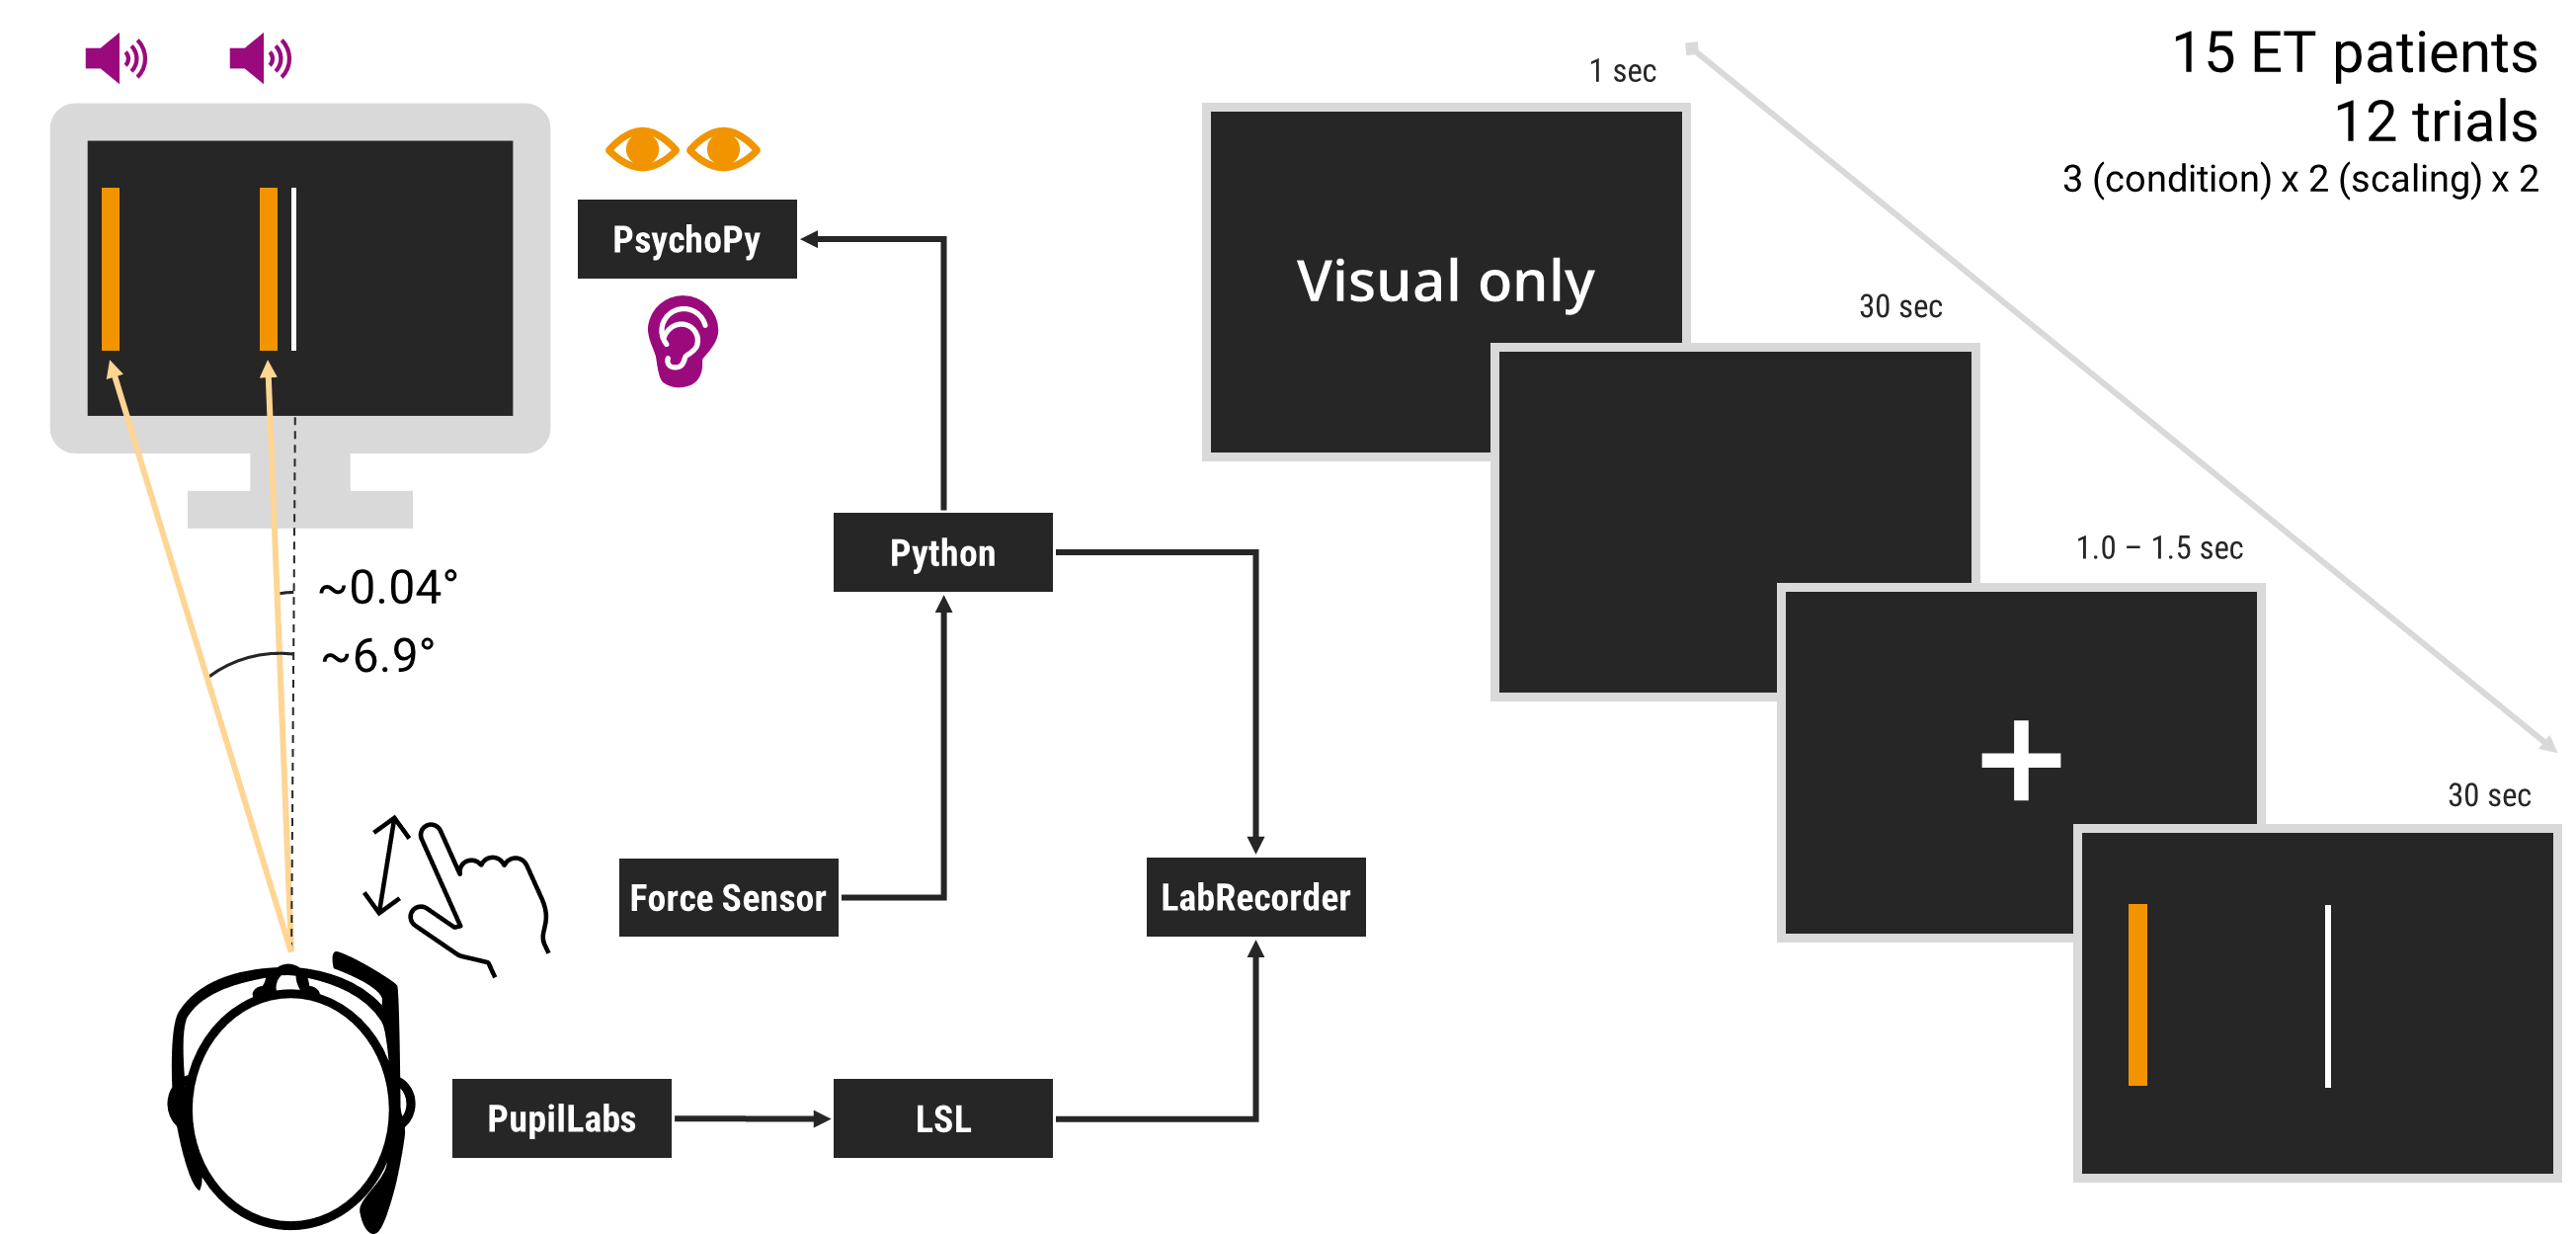 15 ET patients
12 trials
3 (condition) x 2 (scaling) x 2
1 sec
Visual only
30 sec
1.0 – 1.5 sec
30 sec
PsychoPy
Python
~0.04°
~6.9°
Force Sensor
LabRecorder
PupilLabs
LSL